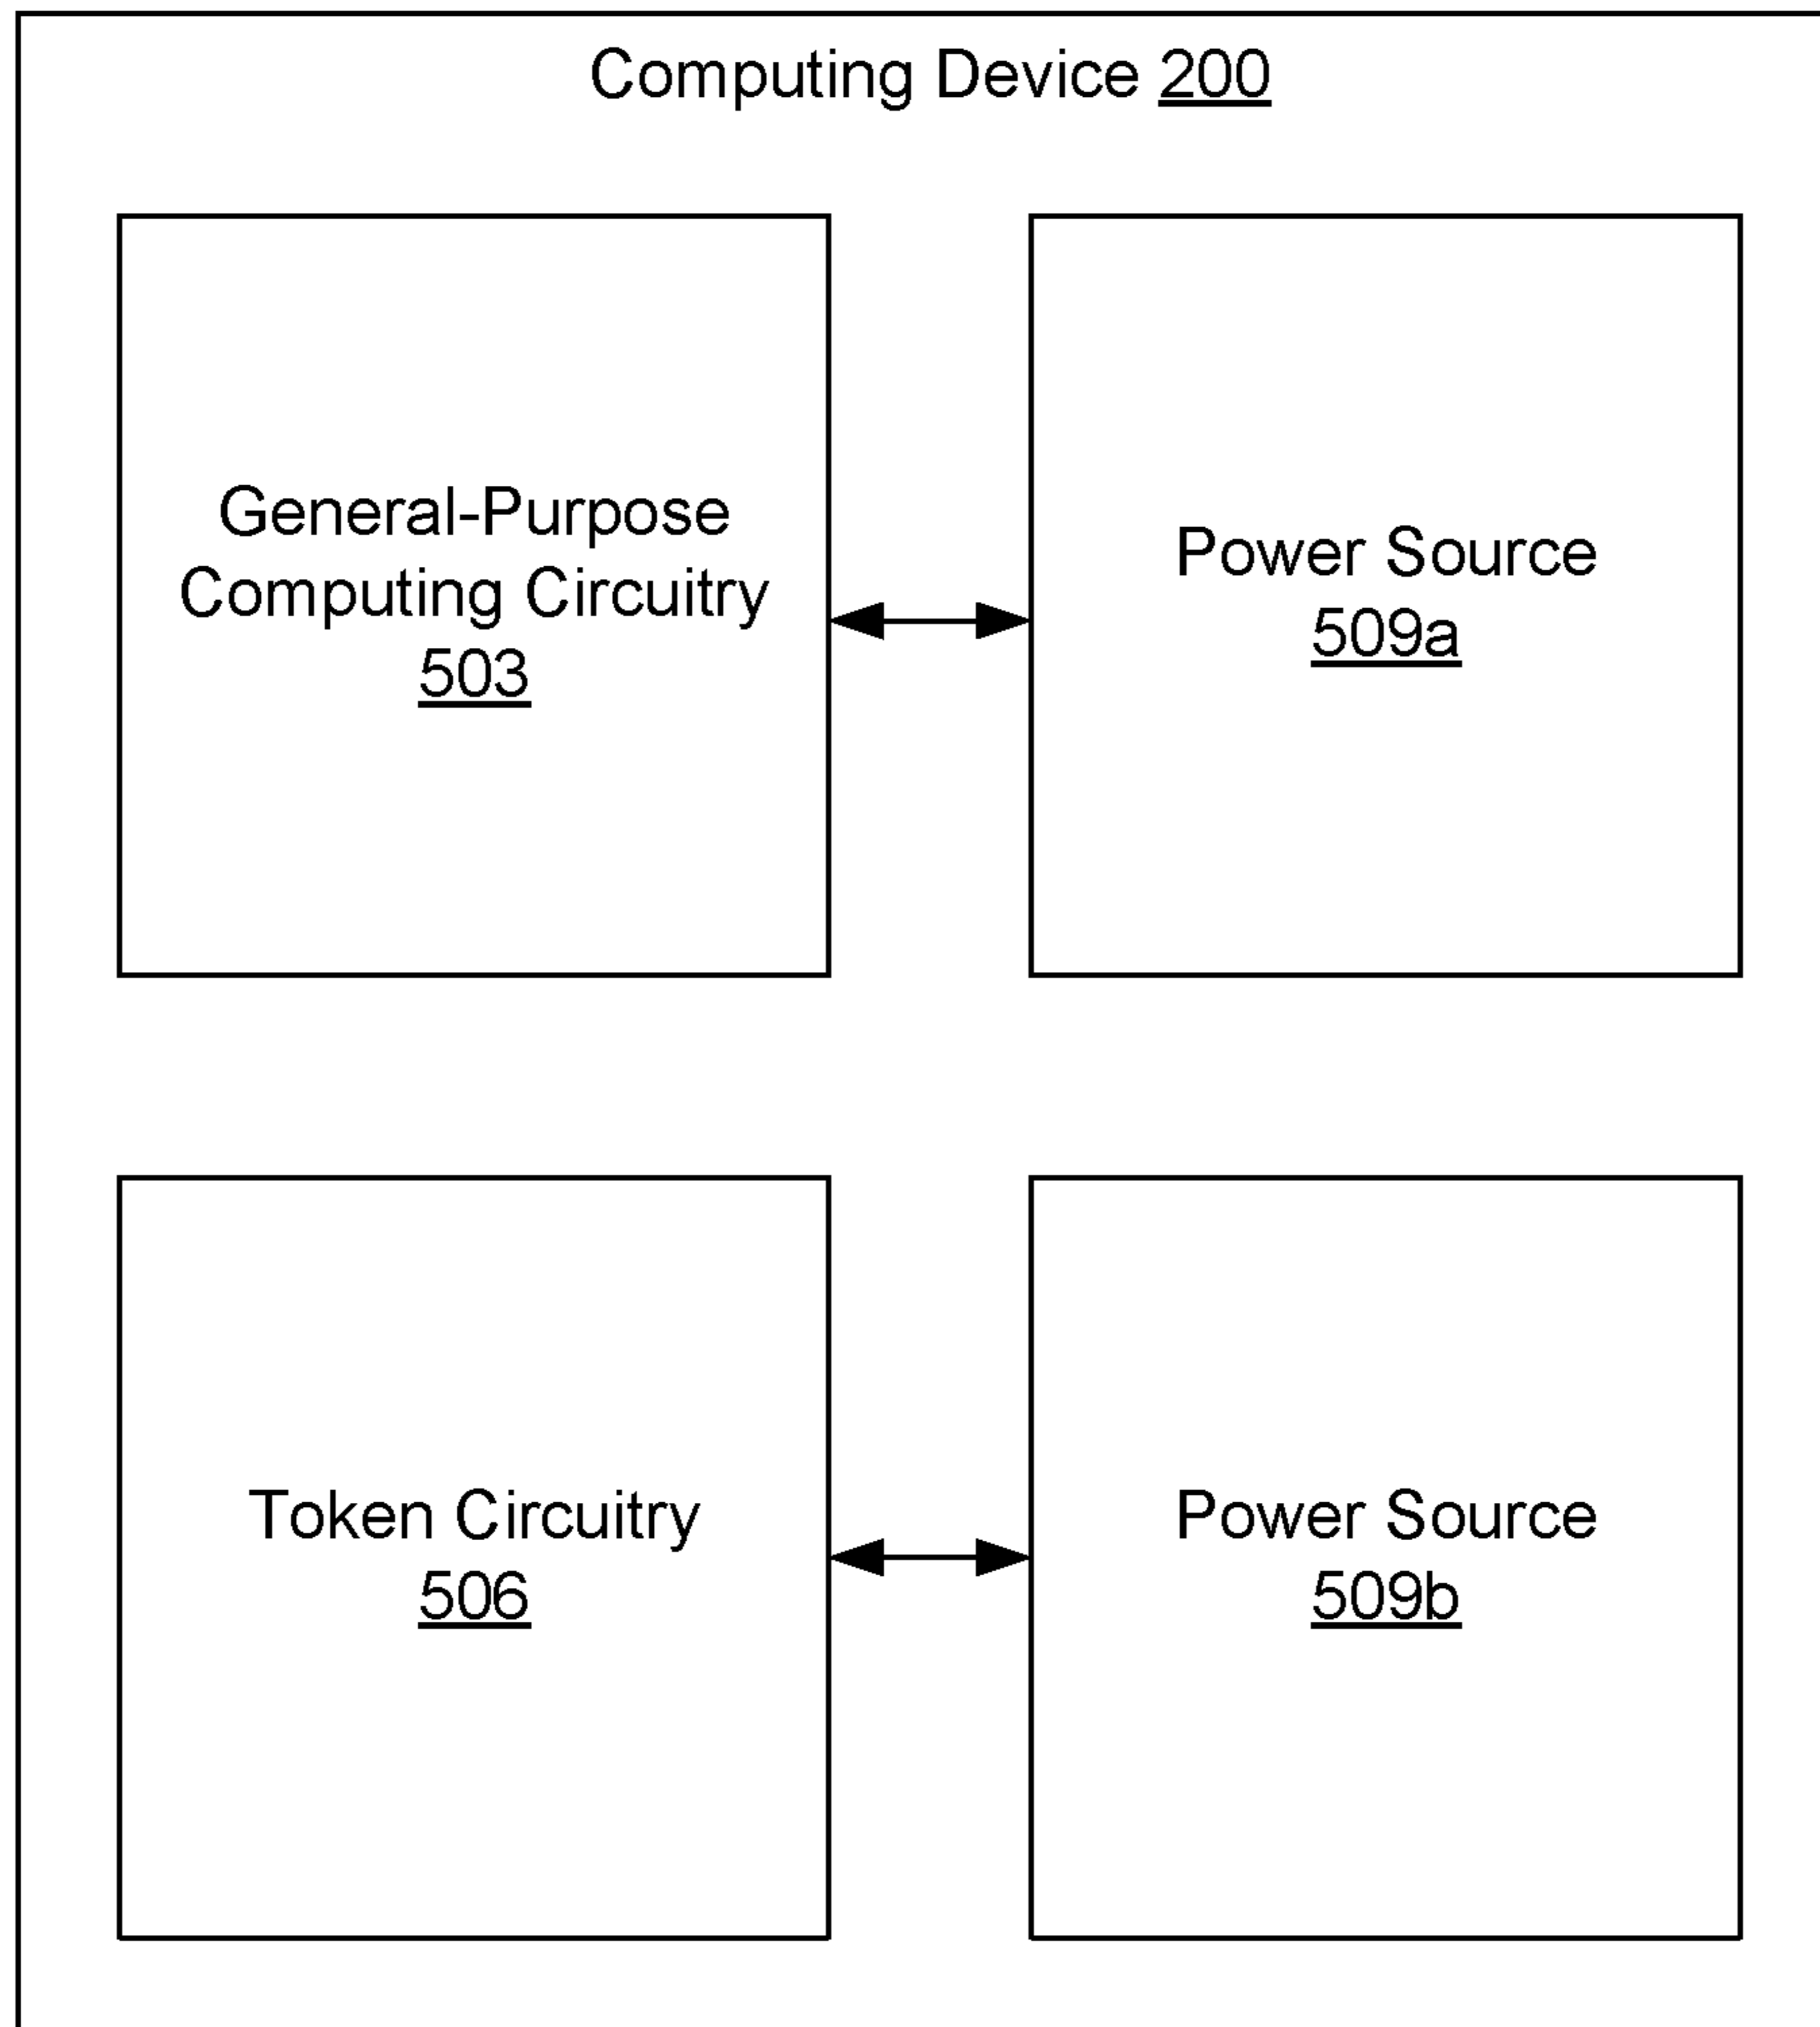 Computing Device 200
General-Purpose
Computing Circuitry
503
Power Source
509a
Token Circuitry
506
Power Source
509b